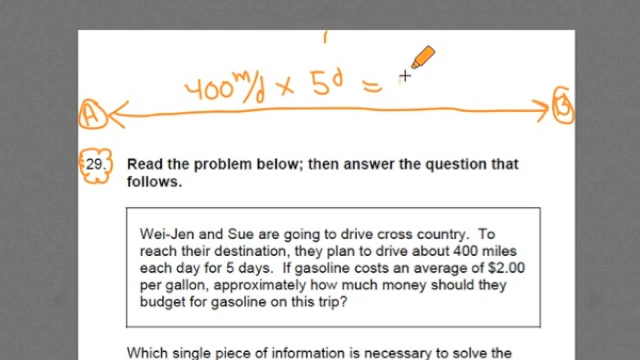 400 m/d × 5 d =
A B
29. Read the problem below; then answer the question that
follows.
Wei-Jen and Sue are going to drive cross country. To
reach their destination, they plan to drive about 400 miles
each day for 5 days. If gasoline costs an average of $2.00
per gallon, approximately how much money should they
budget for gasoline on this trip?
Which single piece of information is necessary to solve the